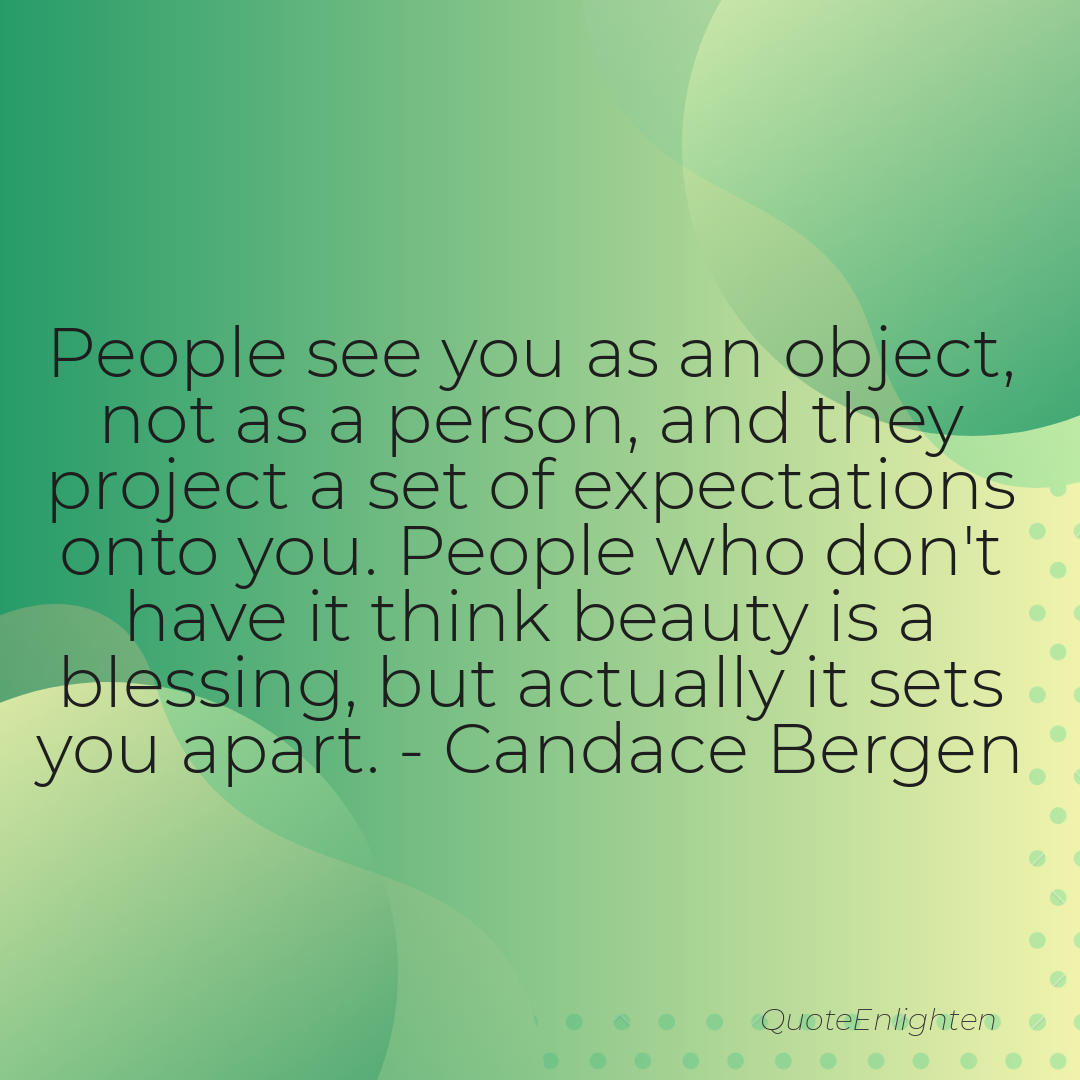 People see you as an object,
not as a person, and they
project a set of expectations
onto you. People who don't
have it think beauty is a
blessing, but actually it sets
you apart. - Candace Bergen
QuoteEnlighten